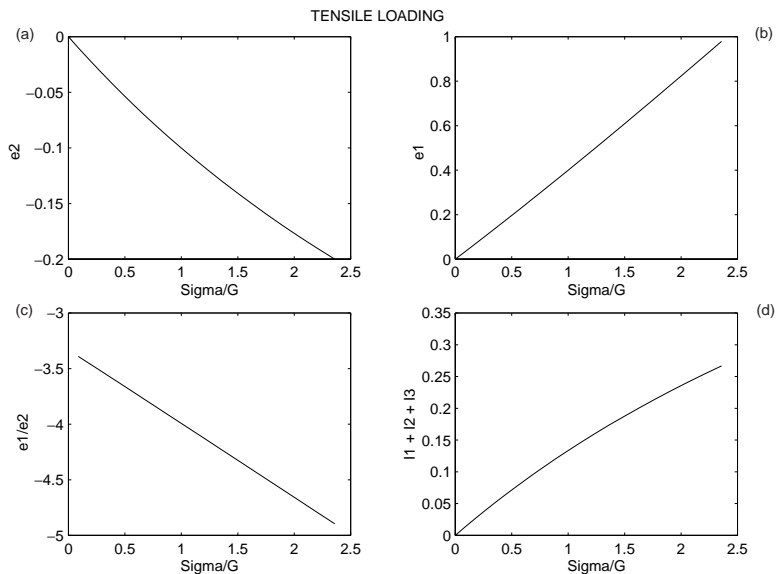 TENSILE LOADING
(a)
0
−0.05
−0.1
−0.15
−0.2
e2
0 0.5 1 1.5 2 2.5
Sigma/G
(b)
1
0.8
0.6
0.4
0.2
0
e1
0 0.5 1 1.5 2 2.5
Sigma/G
(c)
−3
−3.5
−4
−4.5
−5
e1/e2
0 0.5 1 1.5 2 2.5
Sigma/G
(d)
0.35
0.3
0.25
0.2
0.15
0.1
0.05
0
I1 + I2 + I3
0 0.5 1 1.5 2 2.5
Sigma/G